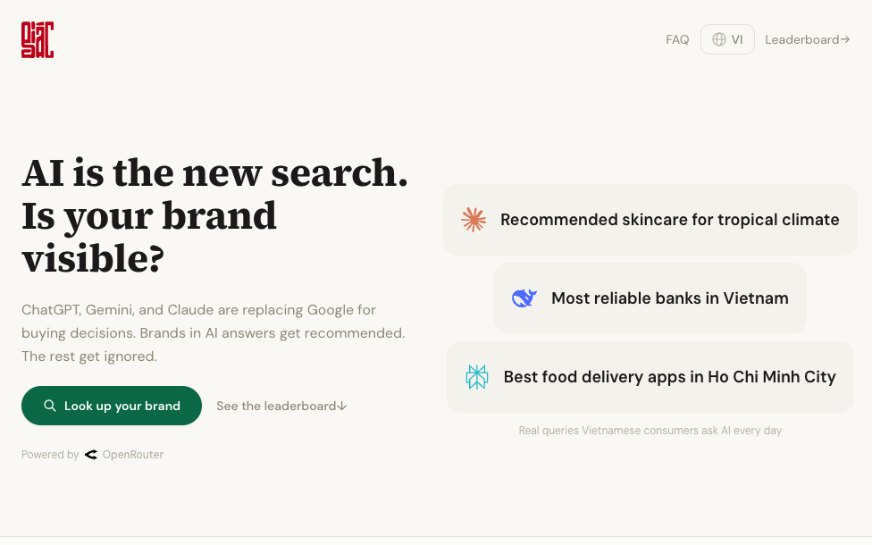 FAQ
VI
Leaderboard→
AI is the new search.
Is your brand
visible?
ChatGPT, Gemini, and Claude are replacing Google for
buying decisions. Brands in AI answers get recommended.
The rest get ignored.
Look up your brand
See the leaderboard↓
Powered by OpenRouter
Recommended skincare for tropical climate
Most reliable banks in Vietnam
Best food delivery apps in Ho Chi Minh City
Real queries Vietnamese consumers ask AI every day